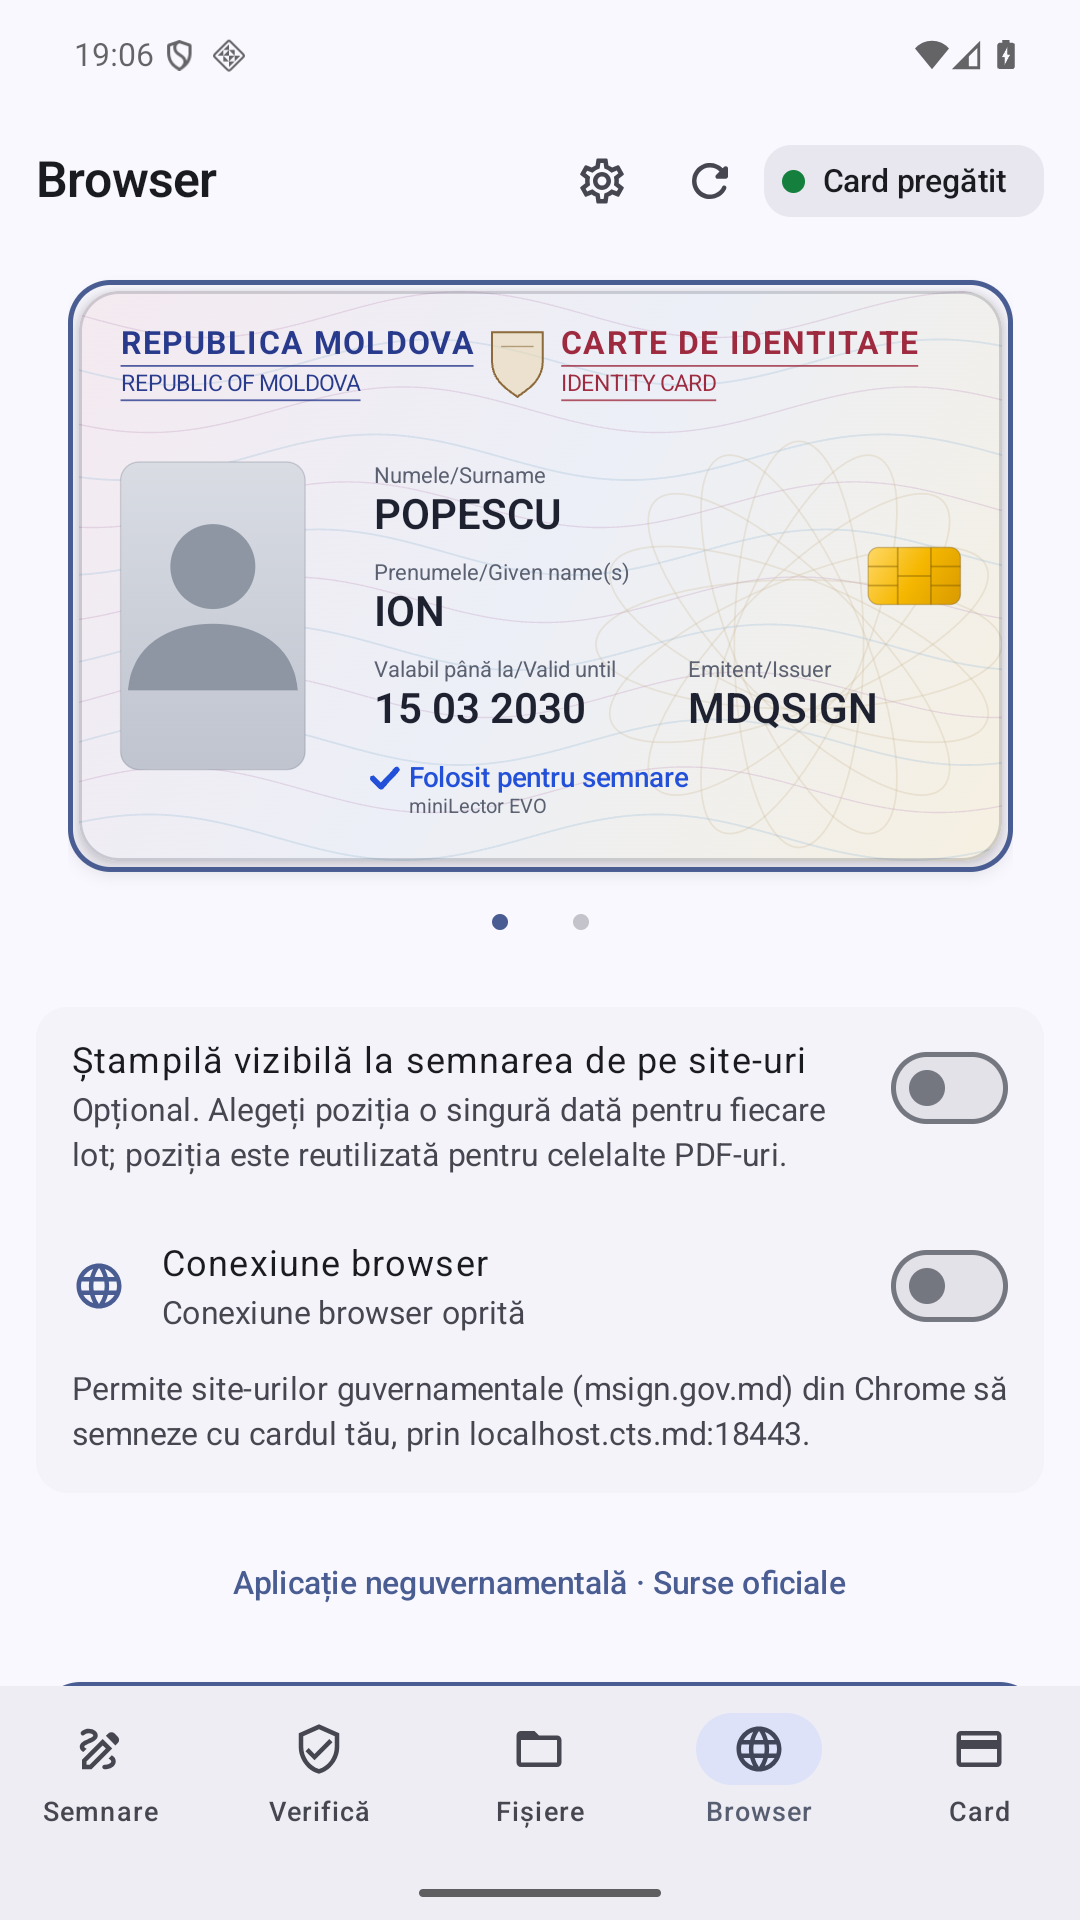 19:06
Browser
Card pregătit
REPUBLICA MOLDOVA
REPUBLIC OF MOLDOVA
CARTE DE IDENTITATE
IDENTITY CARD
Numele/Surname
POPESCU
Prenumele/Given name(s)
ION
Valabil până la/Valid until
15 03 2030
Emitent/Issuer
MDQSIGN
Folosit pentru semnare
miniLector EVO
Ștampilă vizibilă la semnarea de pe site-uri
Opțional. Alegeți poziția o singură dată pentru fiecare
lot; poziția este reutilizată pentru celelalte PDF-uri.
Conexiune browser
Conexiune browser oprită
Permite site-urilor guvernamentale (msign.gov.md) din Chrome să
semneze cu cardul tău, prin localhost.cts.md:18443.
Aplicație neguvernamentală · Surse oficiale
Semnare
Verifică
Fișiere
Browser
Card